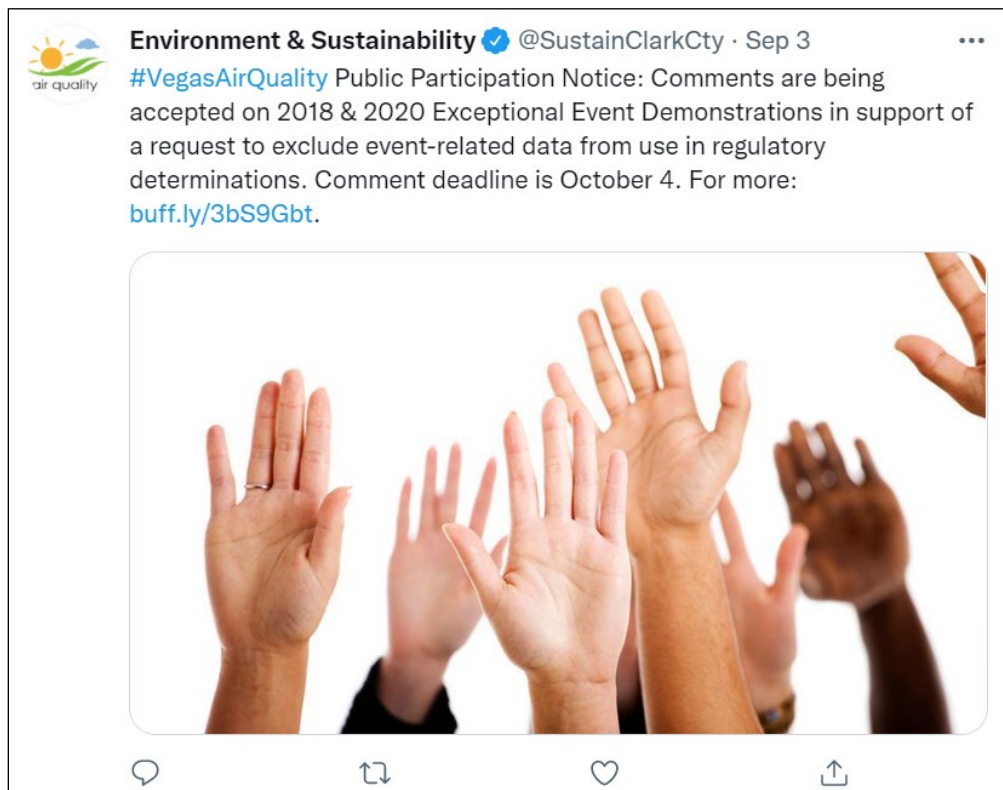 Environment & Sustainability @SustainClarkCty · Sep 3
air quality
#VegasAirQuality Public Participation Notice: Comments are being
accepted on 2018 & 2020 Exceptional Event Demonstrations in support of
a request to exclude event-related data from use in regulatory
determinations. Comment deadline is October 4. For more:
buff.ly/3bS9Gbt.